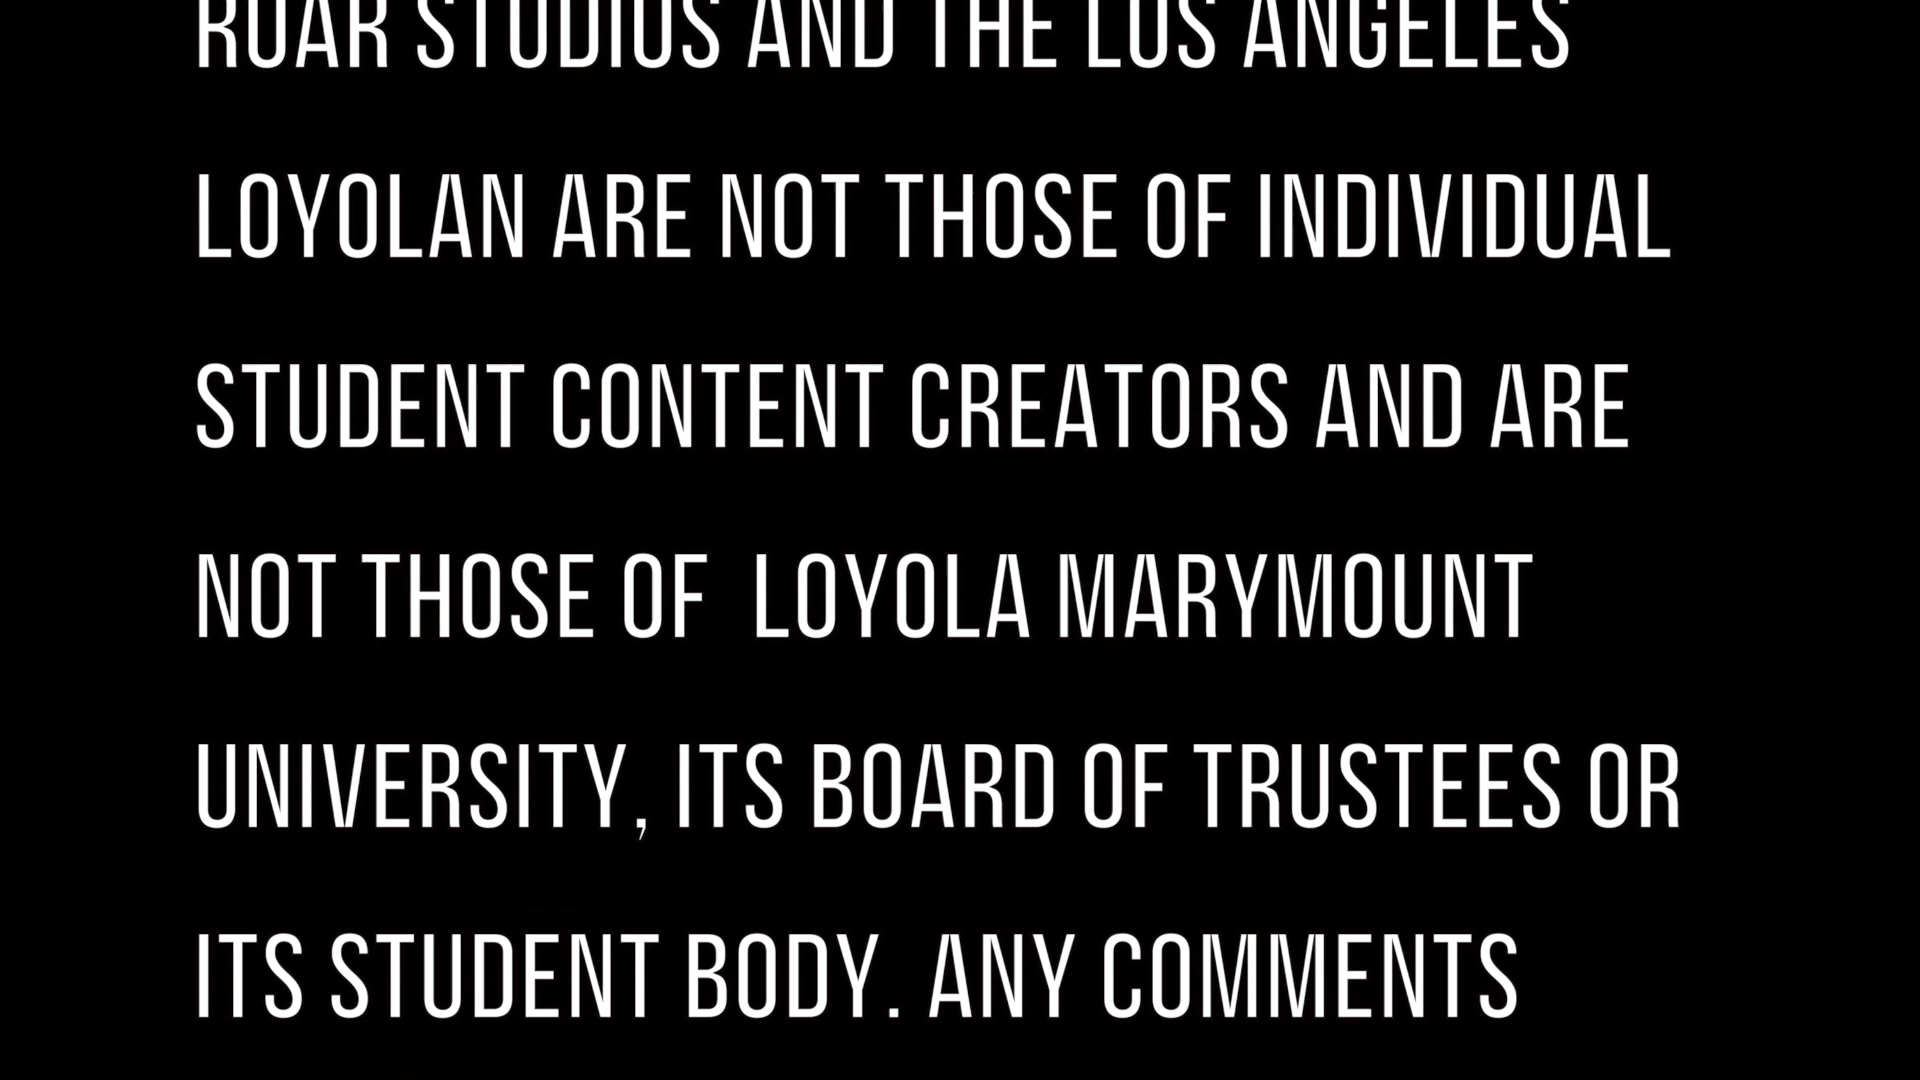 ROAR STUDIOS AND THE LOS ANGELES
LOYOLAN ARE NOT THOSE OF INDIVIDUAL
STUDENT CONTENT CREATORS AND ARE
NOT THOSE OF  LOYOLA MARYMOUNT
UNIVERSITY, ITS BOARD OF TRUSTEES OR
ITS STUDENT BODY. ANY COMMENTS